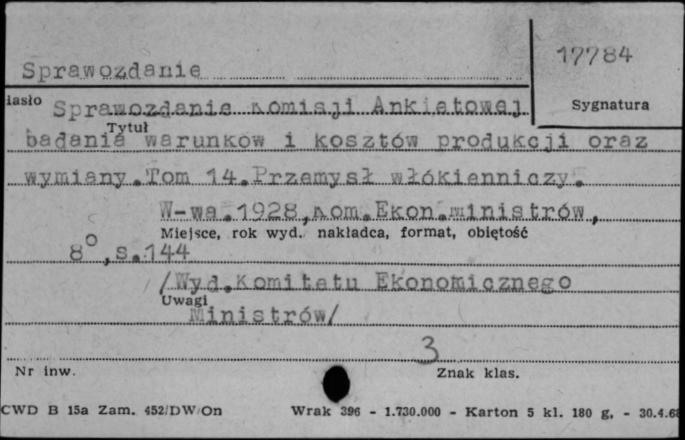 17784
Sprawozdanie
iasło Sprawozdanie Komisji Ankietowej Sygnatura
Tytuł
badania warunków i kosztów produkcji oraz
wymiany.Tom 14.Przemysł włókienniczy.
W-wa.1928,Kom.Ekon.Ministrów,
Miejsce, rok wyd. nakładca, format, objętość
8°,s.144
/Wyd.Komitetu Ekonomicznego
Uwagi
Ministrów/
3
Nr inw. Znak klas.
CWD B 15a Zam. 452/DW/On Wrak 396 - 1.730.000 - Karton 5 kl. 180 g. - 30.4.68